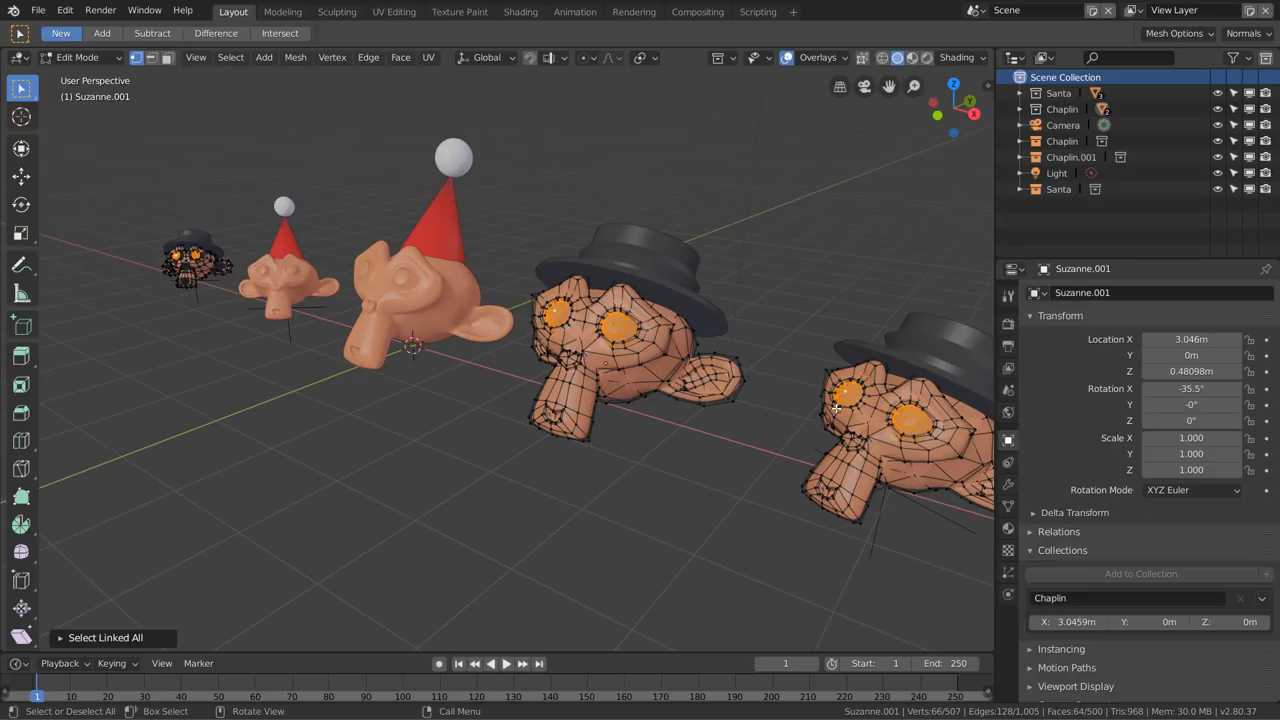 File Edit Render Window Help Layout Modeling Sculpting UV Editing Texture Paint Shading Animation Rendering Compositing Scripting + Scene View Layer
New Add Subtract Difference Intersect Mesh Options Normals
Edit Mode View Select Add Mesh Vertex Edge Face UV Global Overlays Shading
User Perspective
(1) Suzanne.001
Z
Y
X
Scene Collection
Santa 3
Chaplin 2
Camera
Chaplin
Chaplin.001
Light
Santa
Suzanne.001
Suzanne.001
Transform
Location X 3.046m
Y 0m
Z 0.48098m
Rotation X -35.5°
Y -0°
Z 0°
Scale X 1.000
Y 1.000
Z 1.000
Rotation Mode XYZ Euler
Delta Transform
Relations
Collections
Add to Collection +
Chaplin
X: 3.0459m Y: 0m Z: 0m
Instancing
Motion Paths
Viewport Display
Select Linked All
Playback Keying View Marker 1 Start: 1 End: 250
1 10 20 30 40 50 60 70 80 90 100 110 120 130 140 150 160 170 180 190 200 210 220 230 240 250
Select or Deselect All Box Select Rotate View Call Menu Suzanne.001 | Verts:66/507 | Edges:128/1,005 | Faces:64/500 | Tris:968 | Mem: 30.0 MB | v2.80.37